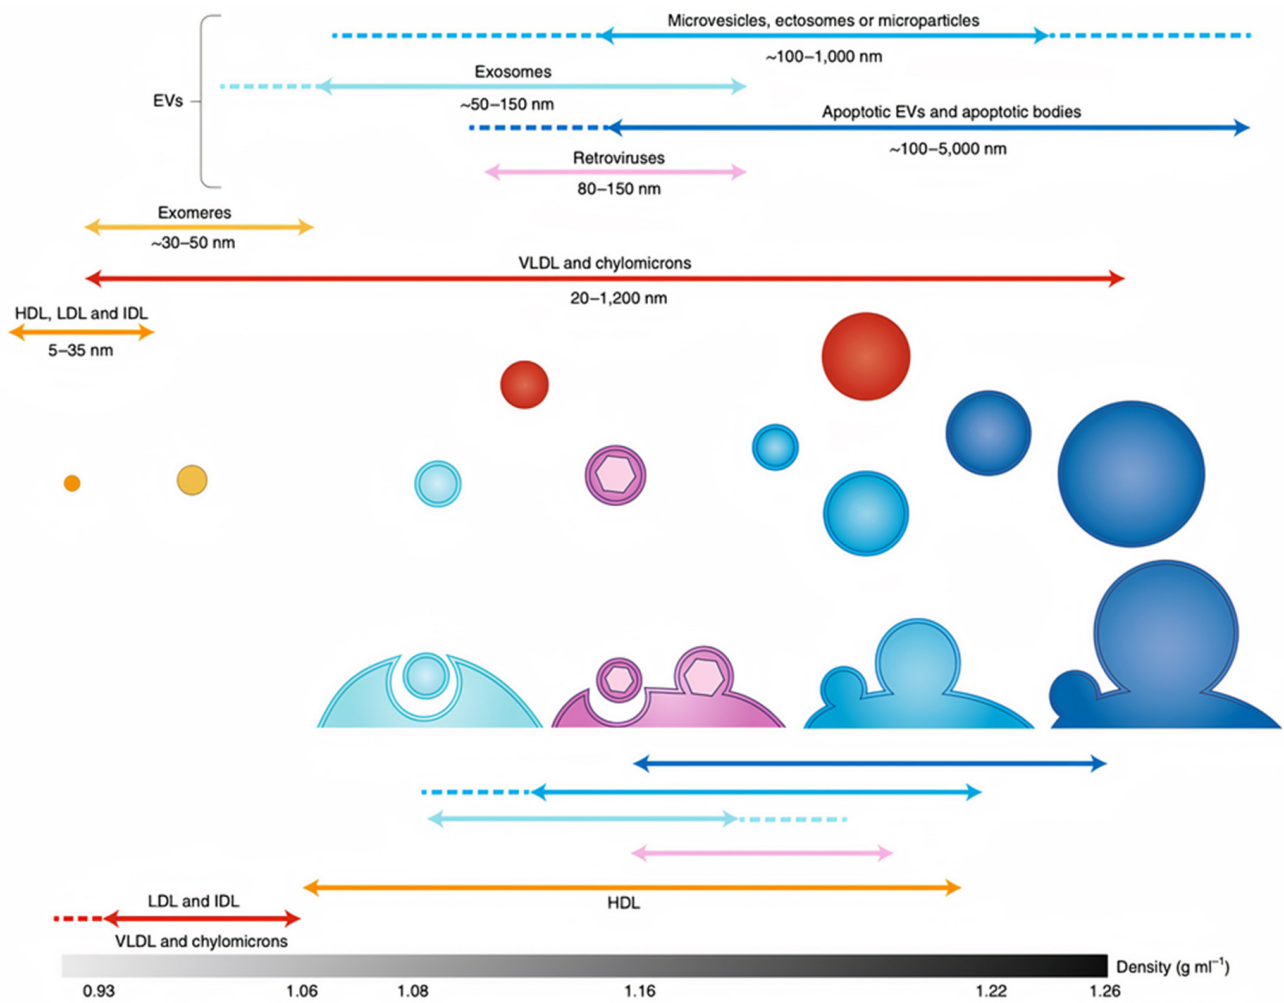 Microvesicles, ectosomes or microparticles
~100–1,000 nm
Exosomes
~50–150 nm
EVs
Apoptotic EVs and apoptotic bodies
~100–5,000 nm
Retroviruses
80–150 nm
Exomeres
~30–50 nm
VLDL and chylomicrons
20–1,200 nm
HDL, LDL and IDL
5–35 nm
LDL and IDL
HDL
VLDL and chylomicrons
Density (g ml⁻¹)
0.93 1.06 1.08 1.16 1.22 1.26